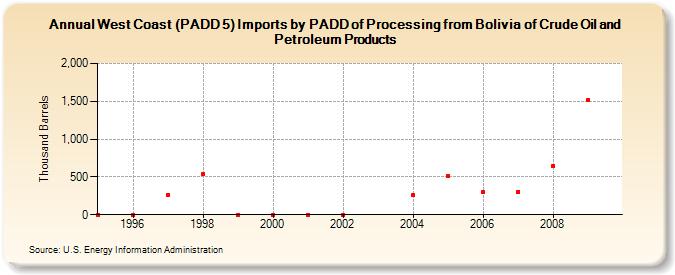 Annual West Coast (PADD 5) Imports by PADD of Processing from Bolivia of Crude Oil and
Petroleum Products
Thousand Barrels
2,000
1,500
1,000
500
0
1996 1998 2000 2002 2004 2006 2008
Source: U.S. Energy Information Administration